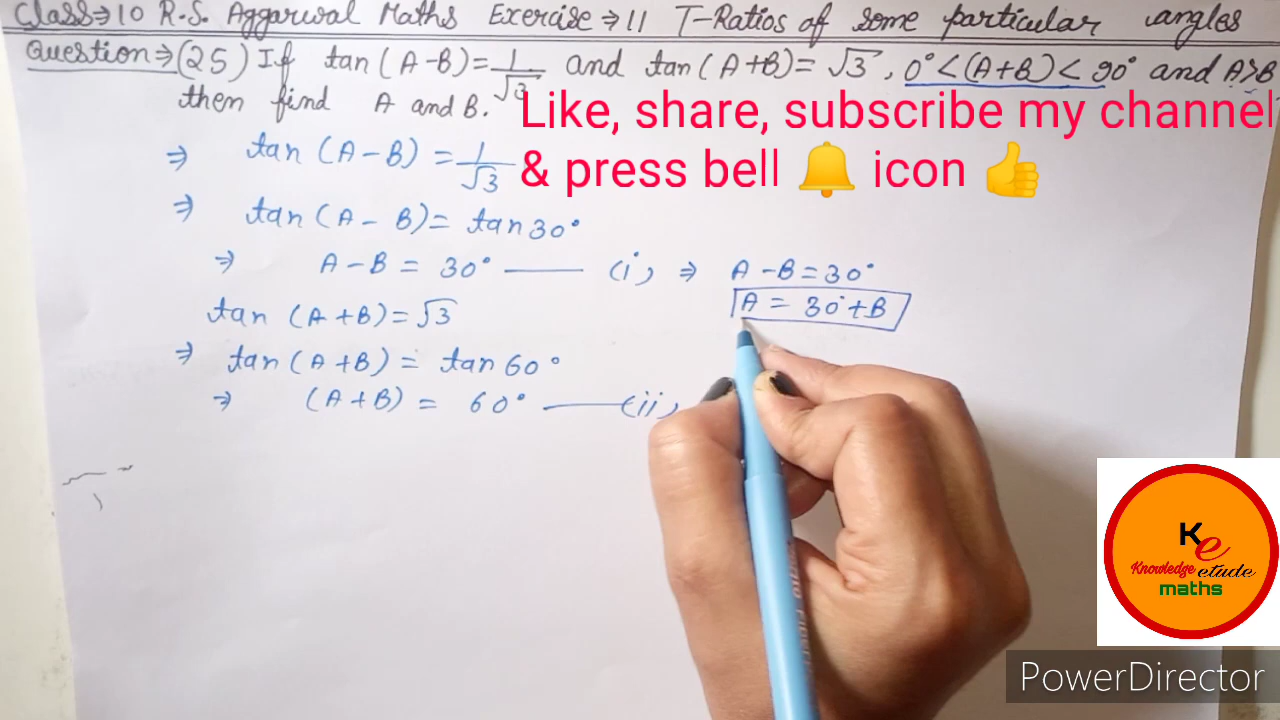 Class⇒10 R.S. Aggarwal Maths Exercise⇒11 T-Ratios of some particular angles
Question⇒(25) If tan(A-B)=1/√3 and tan(A+B)=√3, 0°<(A+B)<90° and A>B
then find A and B.
Like, share, subscribe my channel
& press bell 🔔 icon 👍
⇒ tan (A-B) = 1/√3
⇒ tan(A-B)= tan30°
⇒ A-B = 30° —— (i) ⇒ A-B=30°
A = 30°+B
tan (A+B)=√3
⇒ tan(A+B) = tan60°
⇒ (A+B) = 60° ——(ii)
Ke
Knowledge etude
maths
PowerDirector